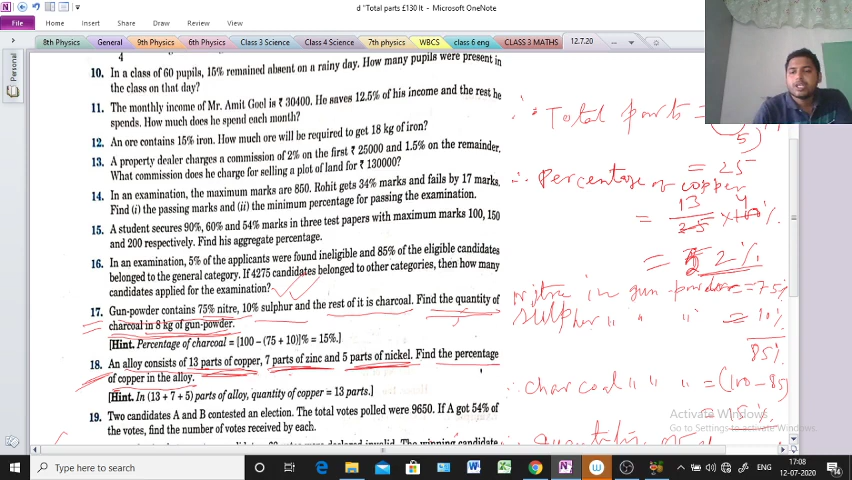 d "Total parts £130 lt - Microsoft OneNote
File Home Insert Draw Review View
8th Physics General 9th Physics 6th Physics Class 3 Science Class 4 Science 7th physics WBCS class 6 eng CLASS 3 MATHS 12.7.20
Personal
4
10. In a class of 60 pupils, 15% remained absent on a rainy day. How many pupils were present in
the class on that day?
11. The monthly income of Mr. Amit Goel is ₹ 30400. He saves 12.5% of his income and the rest he
spends. How much does he spend each month?
12. An ore contains 15% iron. How much ore will be required to get 18 kg of iron?
13. A property dealer charges a commission of 2% on the first ₹ 25000 and 1.5% on the remainder.
What commission does he charge for selling a plot of land for ₹ 130000?
14. In an examination, the maximum marks are 850. Rohit gets 34% marks and fails by 17 marks.
Find (i) the passing marks and (ii) the minimum percentage for passing the examination.
15. A student secures 90%, 60% and 54% marks in three test papers with maximum marks 100, 150
and 200 respectively. Find his aggregate percentage.
16. In an examination, 5% of the applicants were found ineligible and 85% of the eligible candidates
belonged to the general category. If 4275 candidates belonged to other categories, then how many
candidates applied for the examination?
17. Gun-powder contains 75% nitre, 10% sulphur and the rest of it is charcoal. Find the quantity of
charcoal in 8 kg of gun-powder.
[Hint. Percentage of charcoal = [100 – (75 + 10)]% = 15%.]
18. An alloy consists of 13 parts of copper, 7 parts of zinc and 5 parts of nickel. Find the percentage
of copper in the alloy.
[Hint. In (13 + 7 + 5) parts of alloy, quantity of copper = 13 parts.]
19. Two candidates A and B contested an election. The total votes polled were 9650. If A got 54% of
the votes, find the number of votes received by each.
votes were declared invalid. The winning candidate
∴ Total parts =
5)
= 25
∴ Percentage of copper
= 13/25 × 100 4 %
= 52%
Nitre in gun-powder = 75%
Sulphur " " " = 10%
85%
∴ charcoal " " " = (100 - 85)
= 15%
∴ quantity of
Activate Windows
Go to Settings to activate Windows.
Type here to search
ENG
17:08
12-07-2020
14